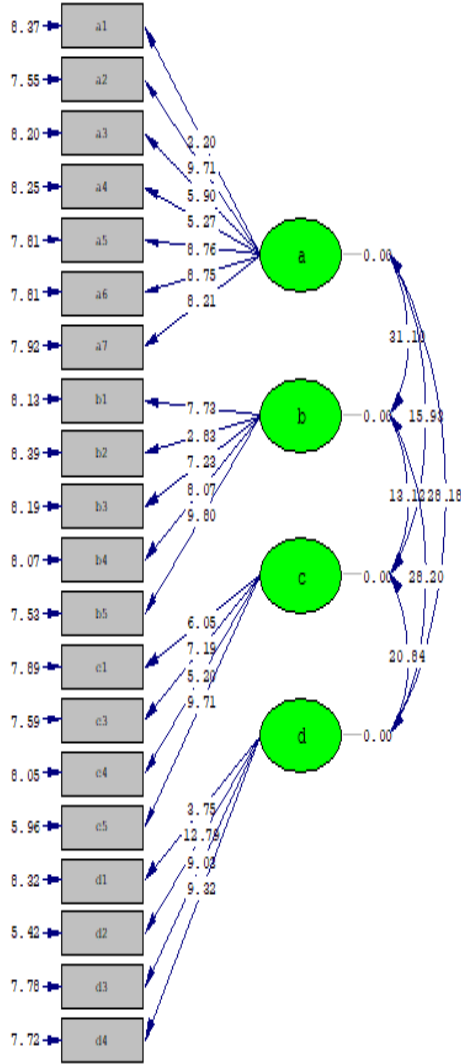 8.37 a1
7.55 a2
8.20 a3
2.20
9.71
8.25 a4
5.90
5.27
7.81 a5
8.76
a 0.00
7.81 a6
8.75
8.21
7.92 a7
31.10
8.13 b1
7.73
b 0.00 15.93
8.39 b2
2.83
7.23
8.19 b3
8.07
13.12 28.18
9.80
8.07 b4
c 0.00 28.20
7.53 b5
6.05
7.89 c1
7.19
20.84
5.20
7.59 c3
9.71
d 0.00
8.05 c4
3.75
5.96 c5
12.79
9.03
8.32 d1
9.32
5.42 d2
7.78 d3
7.72 d4